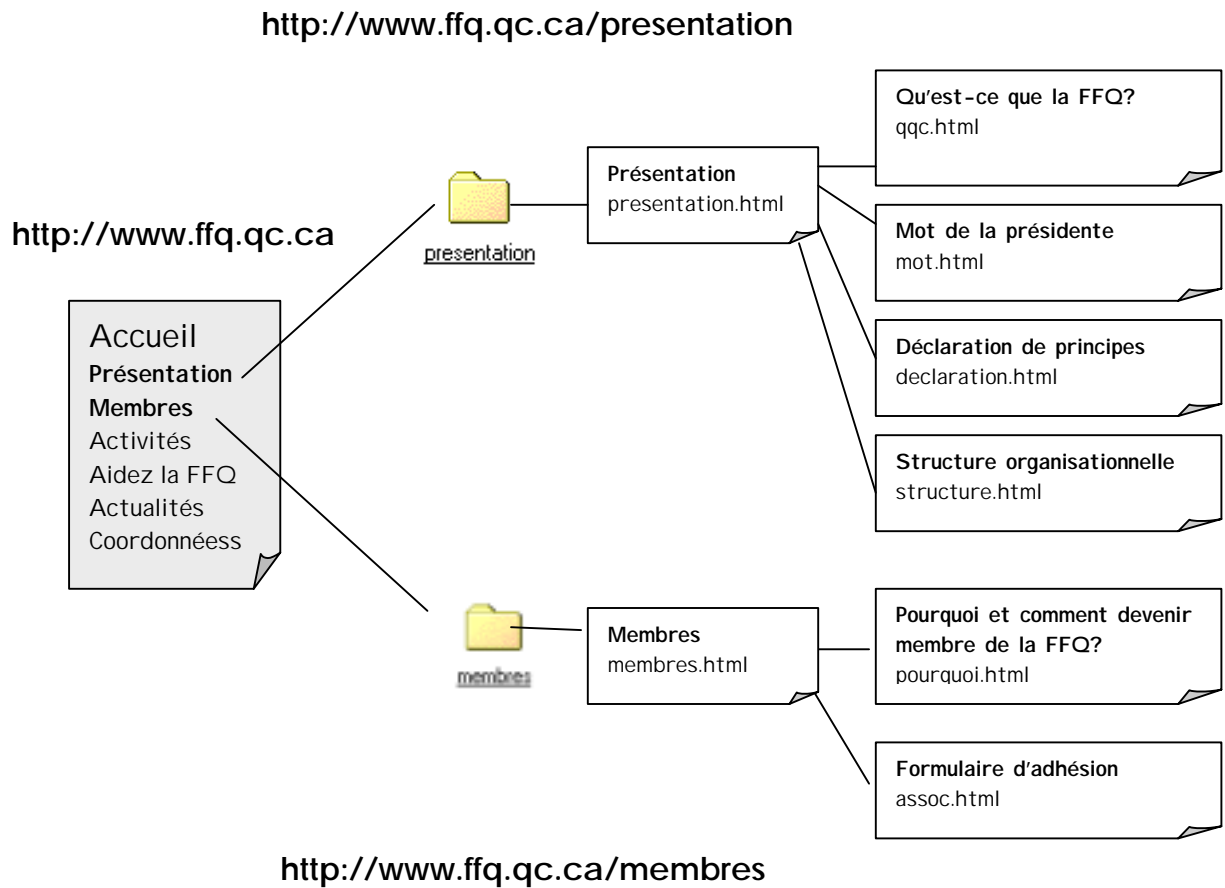 http://www.ffq.qc.ca/presentation
http://www.ffq.qc.ca
Accueil
Présentation
Membres
Activités
Aidez la FFQ
Actualités
Coordonnéess
presentation
Présentation
presentation.html
Qu'est-ce que la FFQ?
qqc.html
Mot de la présidente
mot.html
Déclaration de principes
declaration.html
Structure organisationnelle
structure.html
membres
Membres
membres.html
Pourquoi et comment devenir
membre de la FFQ?
pourquoi.html
Formulaire d'adhésion
assoc.html
http://www.ffq.qc.ca/membres